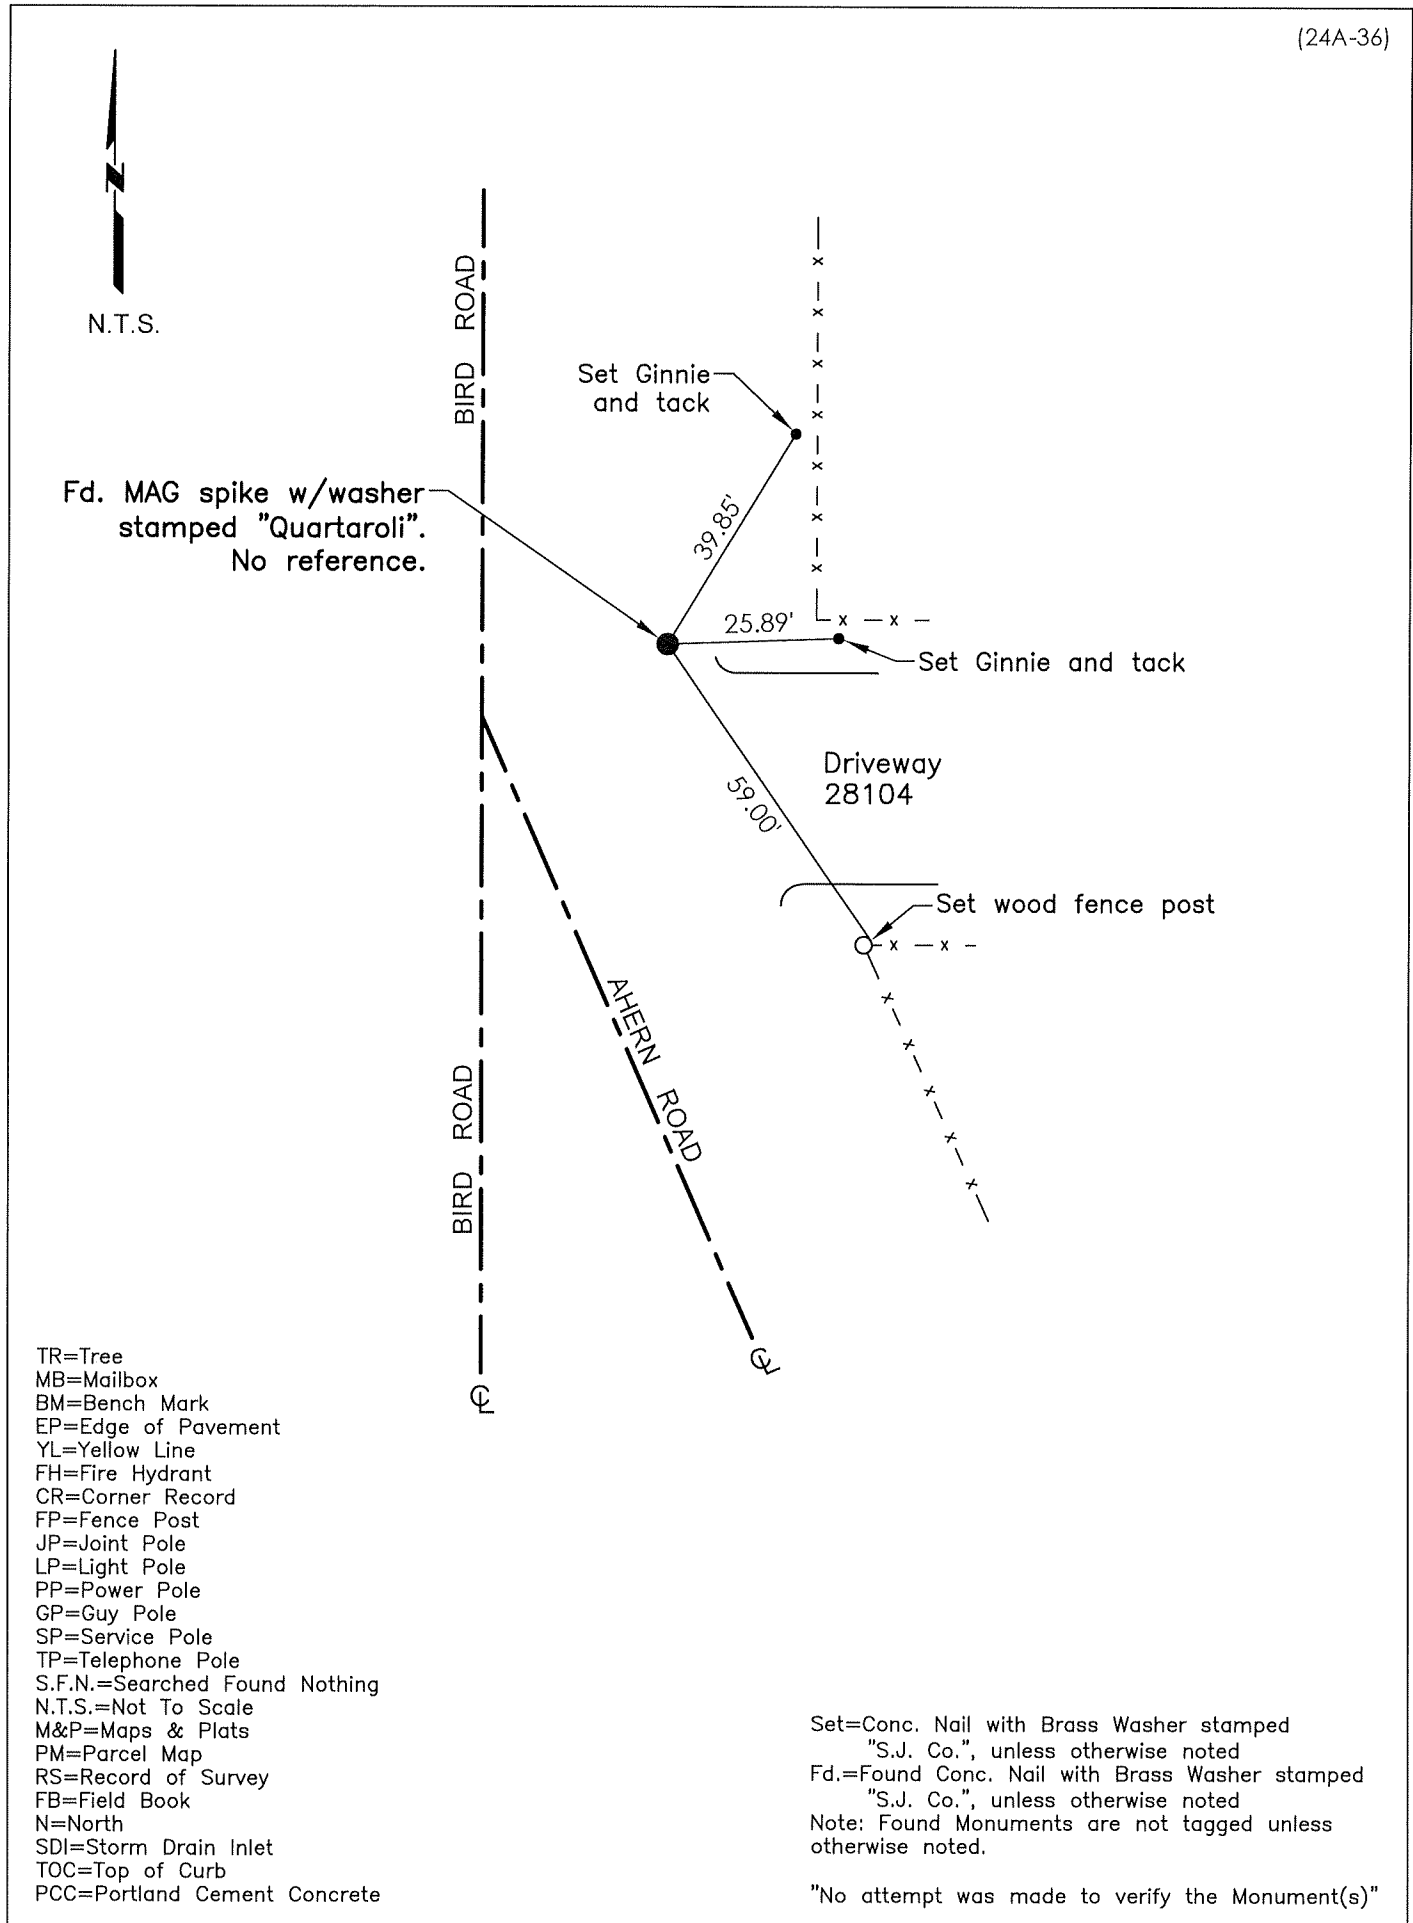 (24A-36)
N
N.T.S.
BIRD ROAD
Set Ginnie
and tack
Fd. MAG spike w/washer
stamped "Quartaroli".
No reference.
39.85'
25.89'
Set Ginnie and tack
Driveway
28104
59.00'
Set wood fence post
AHERN ROAD
BIRD ROAD
℄
℄
TR=Tree
MB=Mailbox
BM=Bench Mark
EP=Edge of Pavement
YL=Yellow Line
FH=Fire Hydrant
CR=Corner Record
FP=Fence Post
JP=Joint Pole
LP=Light Pole
PP=Power Pole
GP=Guy Pole
SP=Service Pole
TP=Telephone Pole
S.F.N.=Searched Found Nothing
N.T.S.=Not To Scale
M&P=Maps & Plats
PM=Parcel Map
RS=Record of Survey
FB=Field Book
N=North
SDI=Storm Drain Inlet
TOC=Top of Curb
PCC=Portland Cement Concrete
Set=Conc. Nail with Brass Washer stamped
"S.J. Co.", unless otherwise noted
Fd.=Found Conc. Nail with Brass Washer stamped
"S.J. Co.", unless otherwise noted
Note: Found Monuments are not tagged unless
otherwise noted.
"No attempt was made to verify the Monument(s)"